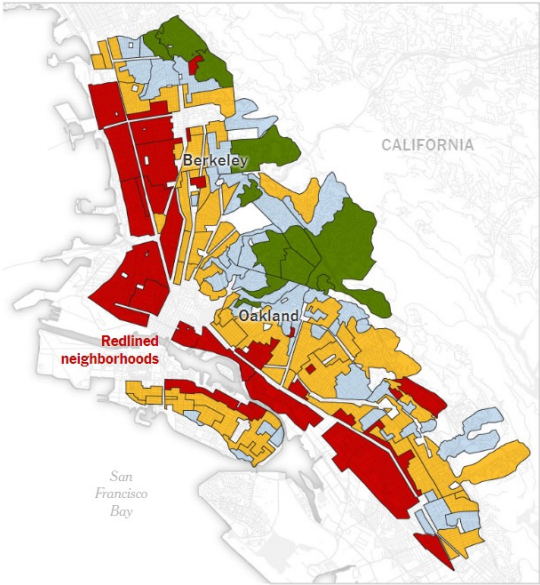 CALIFORNIA
Berkeley
Oakland
Redlined
neighborhoods
San
Francisco
Bay